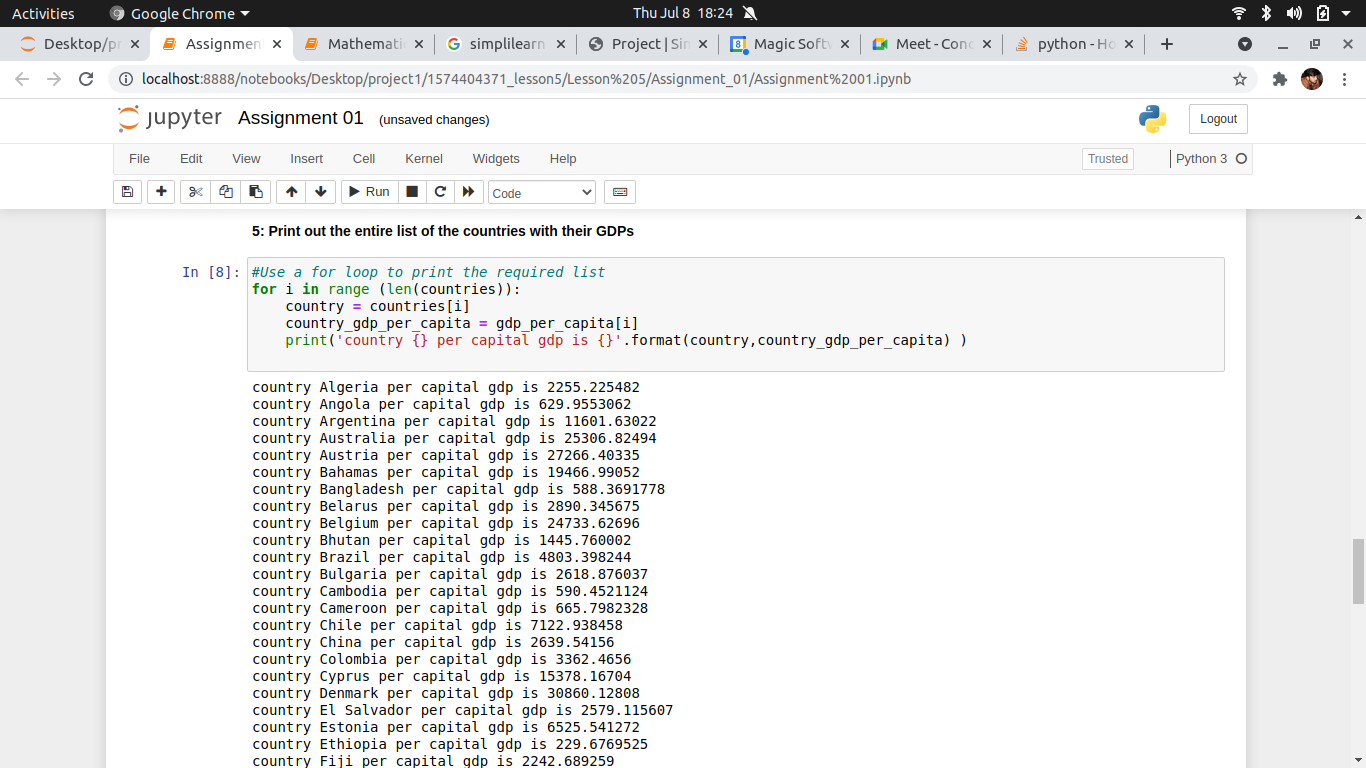 Activities Google Chrome Thu Jul 8 18:24
Desktop/pr Assignmen Mathemati simplilearn Project | Sim Magic Softw Meet - Conc python - Ho
localhost:8888/notebooks/Desktop/project1/1574404371_lesson5/Lesson%205/Assignment_01/Assignment%2001.ipynb
jupyter Assignment 01 (unsaved changes) Logout
File Edit View Insert Cell Kernel Widgets Help Trusted Python 3
Run Code
5: Print out the entire list of the countries with their GDPs
In [8]: #Use a for loop to print the required list
for i in range (len(countries)):
    country = countries[i]
    country_gdp_per_capita = gdp_per_capita[i]
    print('country {} per capital gdp is {}'.format(country,country_gdp_per_capita) )
country Algeria per capital gdp is 2255.225482
country Angola per capital gdp is 629.9553062
country Argentina per capital gdp is 11601.63022
country Australia per capital gdp is 25306.82494
country Austria per capital gdp is 27266.40335
country Bahamas per capital gdp is 19466.99052
country Bangladesh per capital gdp is 588.3691778
country Belarus per capital gdp is 2890.345675
country Belgium per capital gdp is 24733.62696
country Bhutan per capital gdp is 1445.760002
country Brazil per capital gdp is 4803.398244
country Bulgaria per capital gdp is 2618.876037
country Cambodia per capital gdp is 590.4521124
country Cameroon per capital gdp is 665.7982328
country Chile per capital gdp is 7122.938458
country China per capital gdp is 2639.54156
country Colombia per capital gdp is 3362.4656
country Cyprus per capital gdp is 15378.16704
country Denmark per capital gdp is 30860.12808
country El Salvador per capital gdp is 2579.115607
country Estonia per capital gdp is 6525.541272
country Ethiopia per capital gdp is 229.6769525
country Fiji per capital gdp is 2242.689259